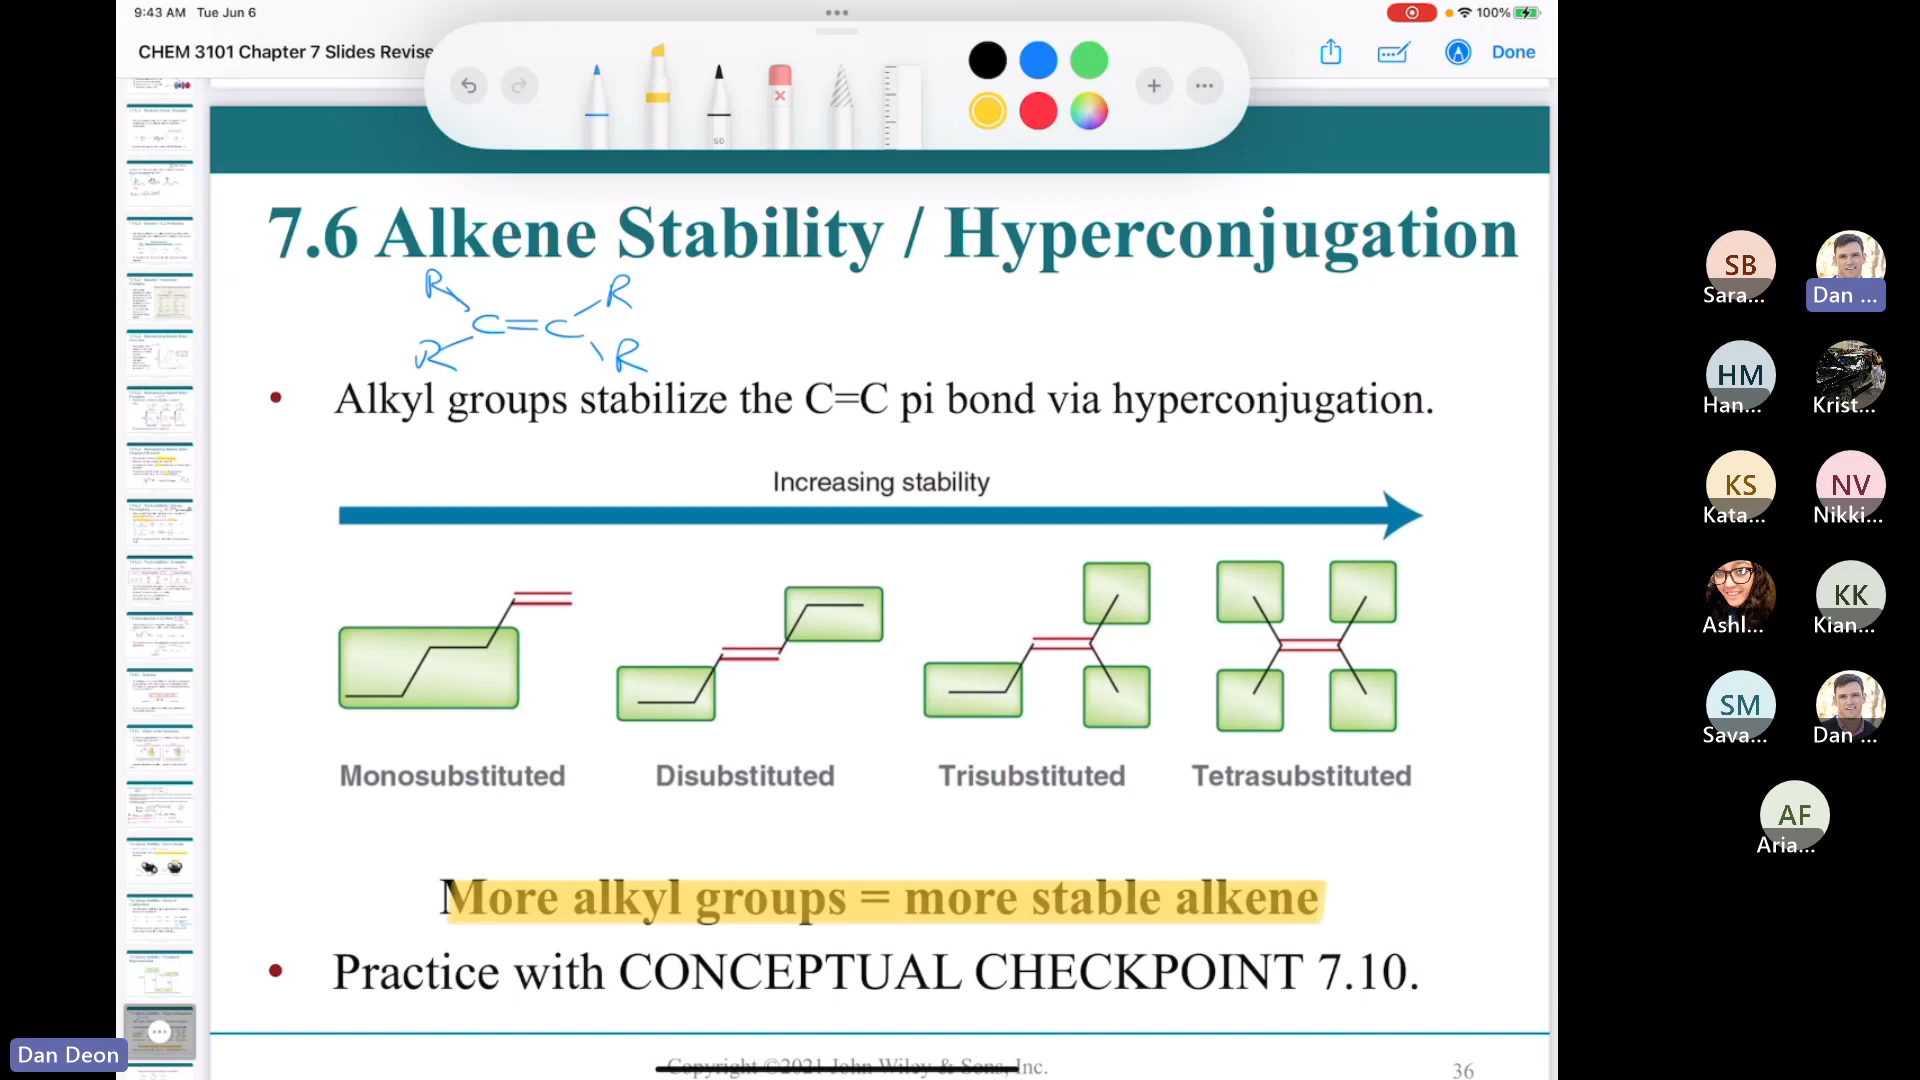 9:43 AM Tue Jun 6
100%
CHEM 3101 Chapter 7 Slides Revise
50
Done
7.6 Alkene Stability / Hyperconjugation
R R
C=C
R R
• Alkyl groups stabilize the C=C pi bond via hyperconjugation.
Increasing stability
Monosubstituted Disubstituted Trisubstituted Tetrasubstituted
More alkyl groups = more stable alkene
• Practice with CONCEPTUAL CHECKPOINT 7.10.
Copyright ©2021 John Wiley & Sons, Inc.
36
Dan Deon
SB
Sara...
Dan ...
HM
Han...
Krist...
KS
Kata...
NV
Nikki...
Ashl...
KK
Kian...
SM
Sava...
Dan ...
AF
Aria...